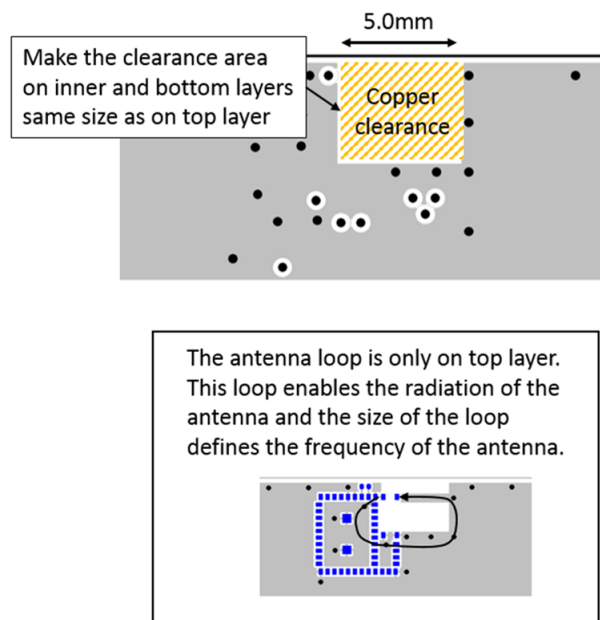 5.0mm
Make the clearance area
on inner and bottom layers
same size as on top layer
Copper
clearance
The antenna loop is only on top layer.
This loop enables the radiation of the
antenna and the size of the loop
defines the frequency of the antenna.